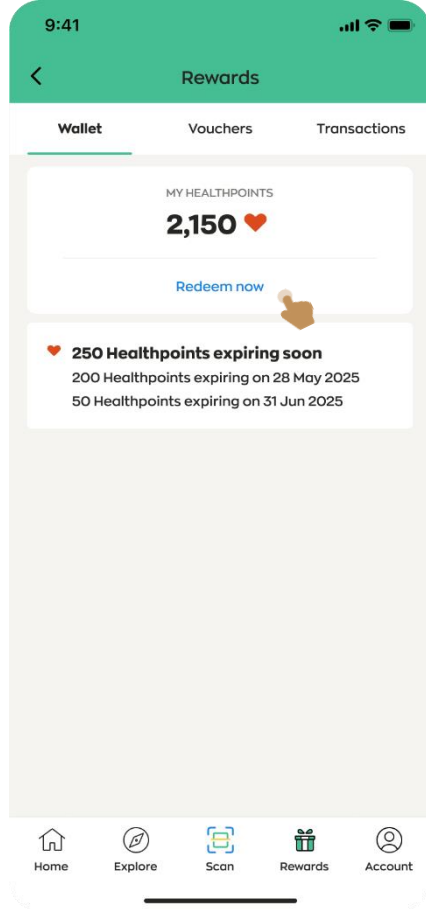 9:41
Rewards
Wallet Vouchers Transactions
MY HEALTHPOINTS
2,150
Redeem now
250 Healthpoints expiring soon
200 Healthpoints expiring on 28 May 2025
50 Healthpoints expiring on 31 Jun 2025
Home Explore Scan Rewards Account